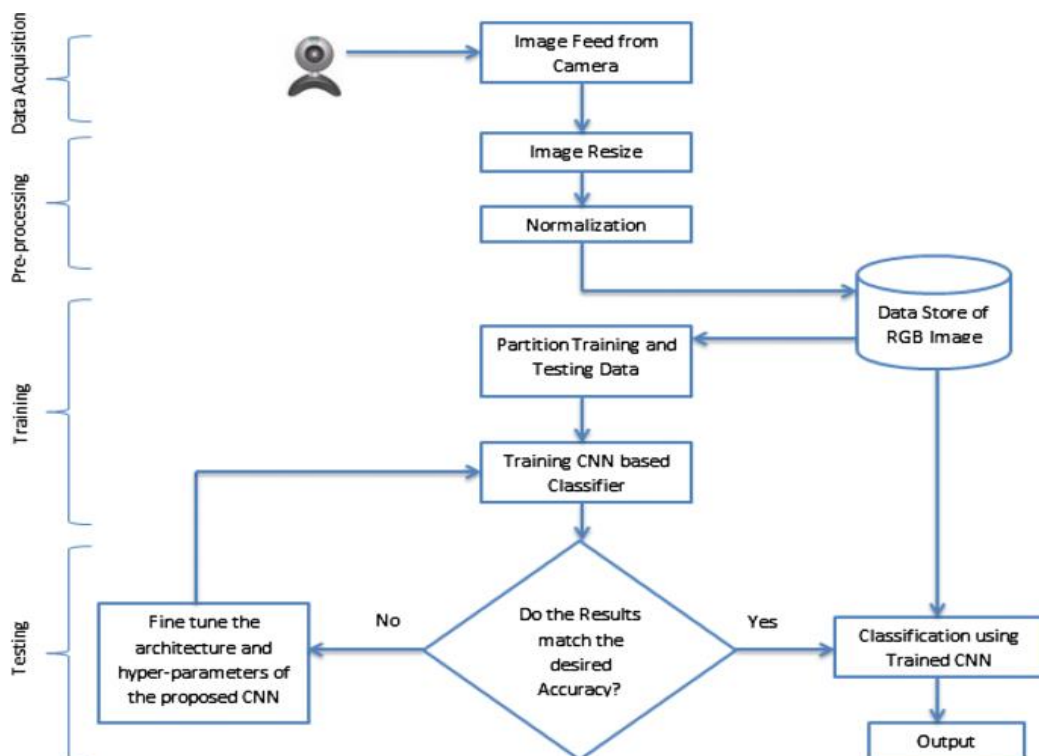 Data Acquisition
Image Feed from
Camera
Pre-processing
Image Resize
Normalization
Data Store of
RGB Image
Training
Partition Training and
Testing Data
Training CNN based
Classifier
Testing
Fine tune the
architecture and
hyper-parameters of
the proposed CNN
No
Do the Results
match the
desired
Accuracy?
Yes
Classification using
Trained CNN
Output